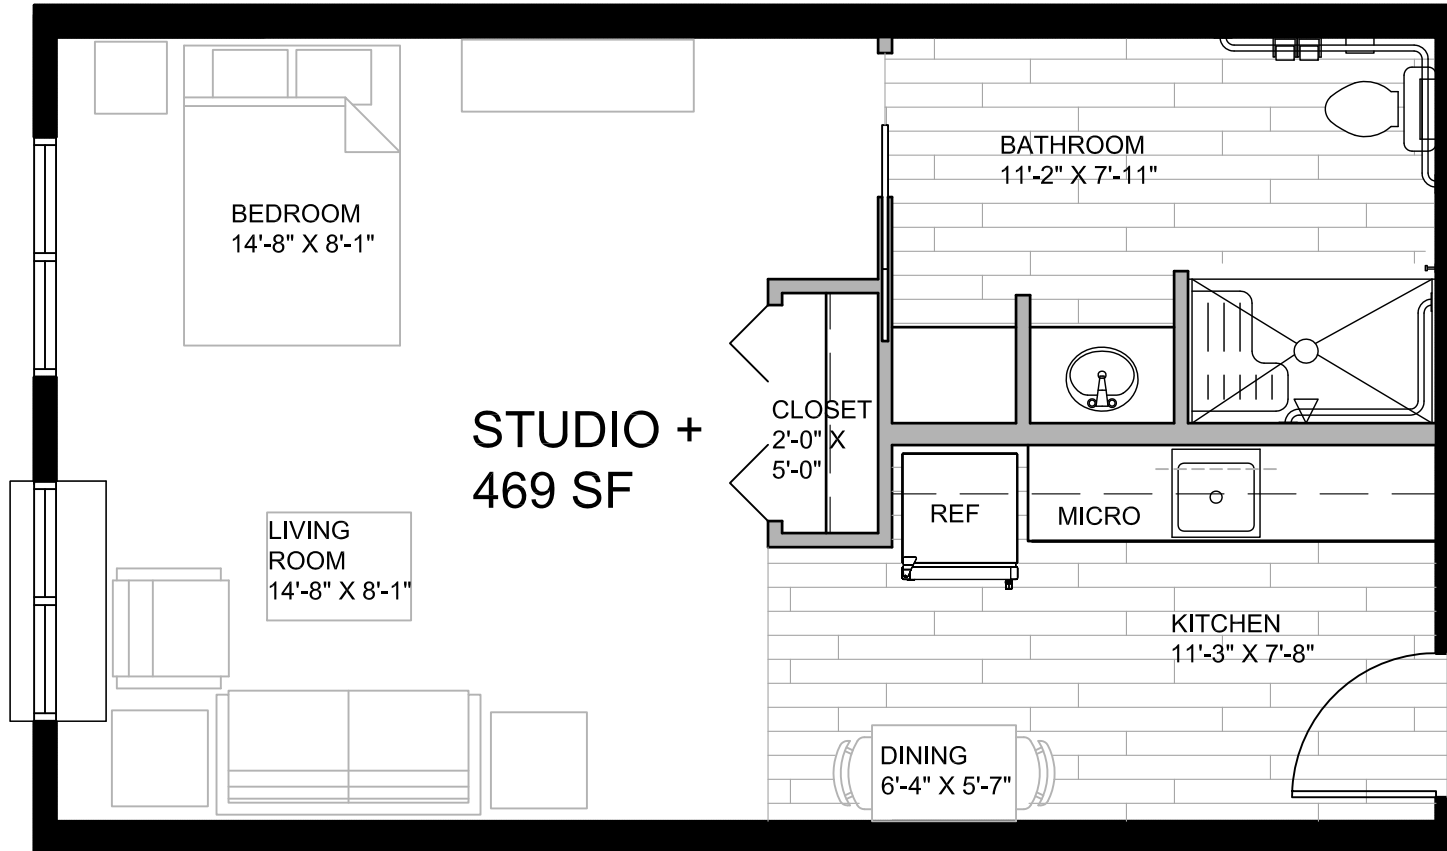 BATHROOM
11'-2" X 7'-11"
BEDROOM
14'-8" X 8'-1"
STUDIO +
469 SF
CLOSET
2'-0" X
5'-0"
REF
MICRO
LIVING
ROOM
14'-8" X 8'-1"
KITCHEN
11'-3" X 7'-8"
DINING
6'-4" X 5'-7"